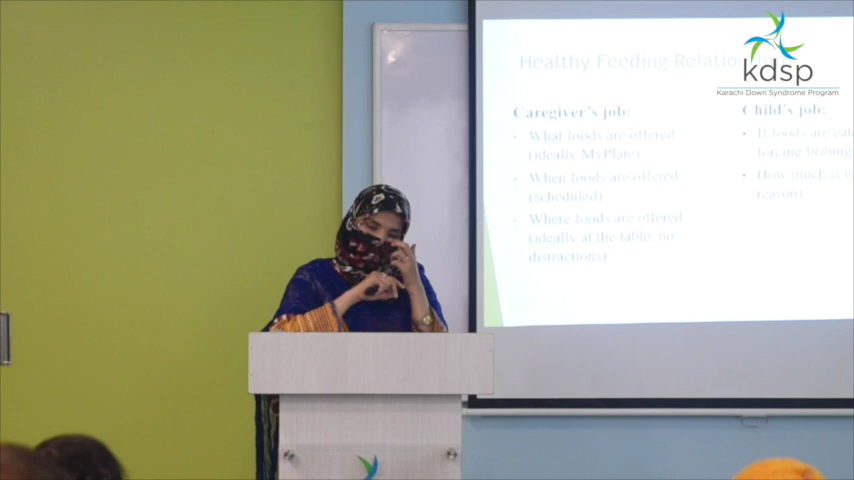 Healthy Feeding
kdsp
Karachi Down Syndrome Program
Caregiver's job:
• What foods are offered
(ideally MyPlate)
• When foods are offered
(scheduled)
• Where foods are offered
(ideally at the table, no
distractions)
Child's job:
• If foods are
forcing bribing
• How much is
reason)